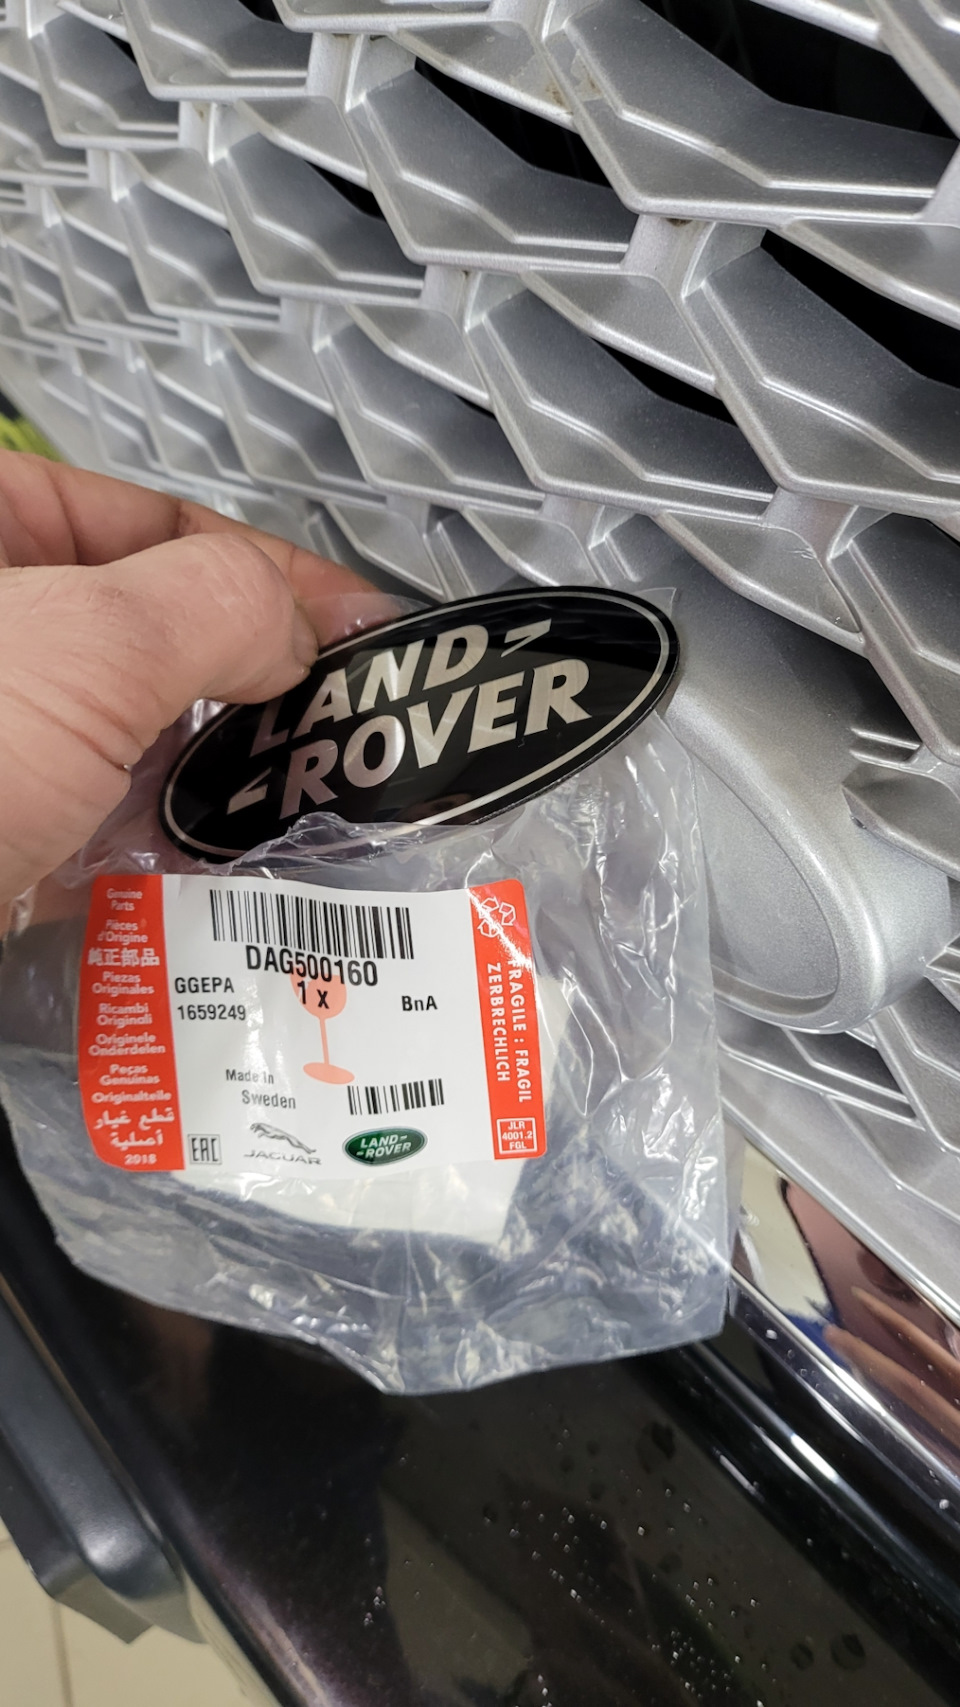 LAND
ROVER
Genuine
Parts
Pièces
d'Origine
純正部品
Piezas
Originales
Ricambi
Originali
Originele
Onderdelen
Peças
Genuínas
Originalteile
قطع غيار
أصلية
2018
DAG500160
1 x
GGEPA
BnA
1659249
Made in
Sweden
EAC
JAGUAR
LAND
ROVER
FRAGILE : FRAGIL
ZERBRECHLICH
JLR
4001.2
FGL